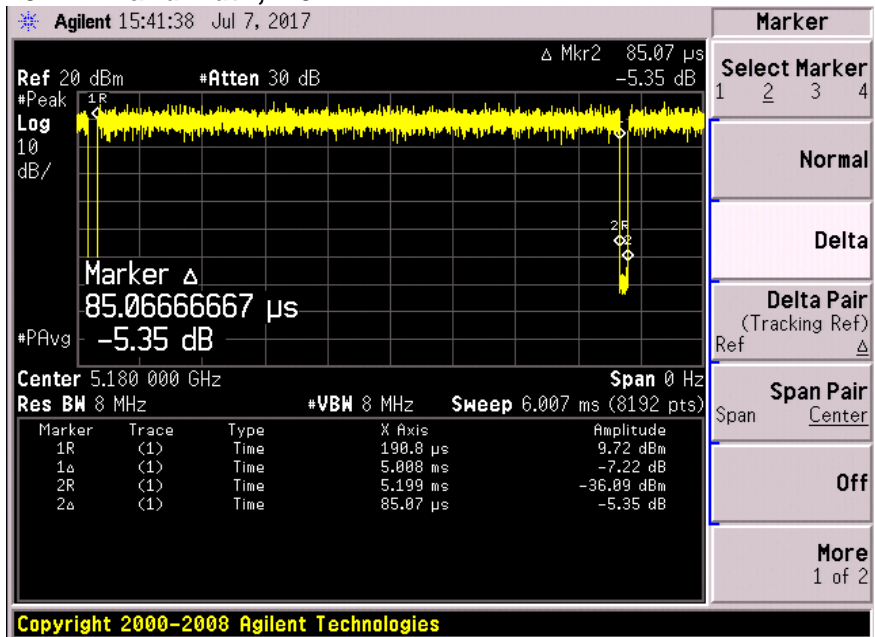 Agilent 15:41:38 Jul 7, 2017
Marker
Δ Mkr2 85.07 µs
Ref 20 dBm #Atten 30 dB -5.35 dB
#Peak
Log
10
dB/
1R
2R
2
Marker Δ
85.06666667 µs
-5.35 dB
#PAvg
Center 5.180 000 GHz Span 0 Hz
Res BW 8 MHz #VBW 8 MHz Sweep 6.007 ms (8192 pts)
Marker Trace Type X Axis Amplitude
1R (1) Time 190.8 µs 9.72 dBm
1Δ (1) Time 5.008 ms -7.22 dB
2R (1) Time 5.199 ms -36.09 dBm
2Δ (1) Time 85.07 µs -5.35 dB
Select Marker
1 2 3 4
Normal
Delta
Delta Pair
(Tracking Ref)
Ref Δ
Span Pair
Span Center
Off
More
1 of 2
Copyright 2000-2008 Agilent Technologies